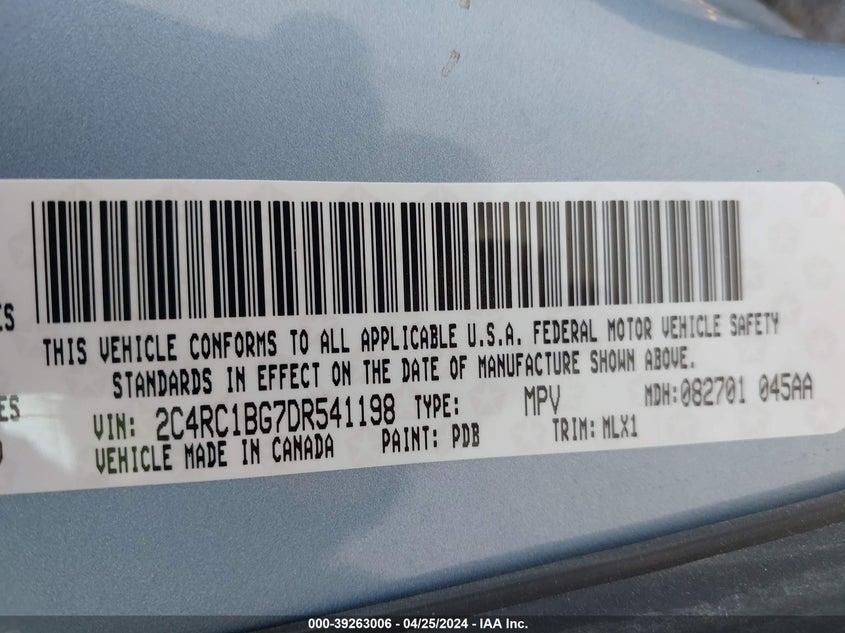 THIS VEHICLE CONFORMS TO ALL APPLICABLE U.S.A. FEDERAL MOTOR VEHICLE SAFETY
STANDARDS IN EFFECT ON THE DATE OF MANUFACTURE SHOWN ABOVE.
VIN: 2C4RC1BG7DR541198 TYPE: MPV MDH: 082701 045AA
VEHICLE MADE IN CANADA PAINT: PDB TRIM: MLX1
ES
ES
000-39263006 - 04/25/2024 - IAA Inc.